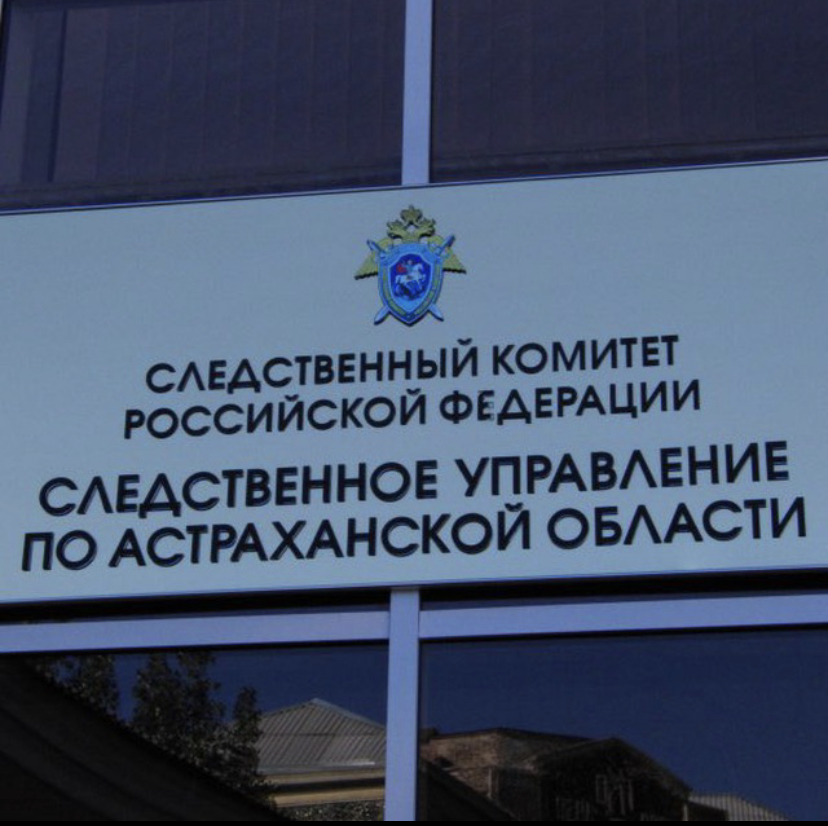 СЛЕДСТВЕННЫЙ КОМИТЕТ
РОССИЙСКОЙ ФЕДЕРАЦИИ
СЛЕДСТВЕННОЕ УПРАВЛЕНИЕ
ПО АСТРАХАНСКОЙ ОБЛАСТИ